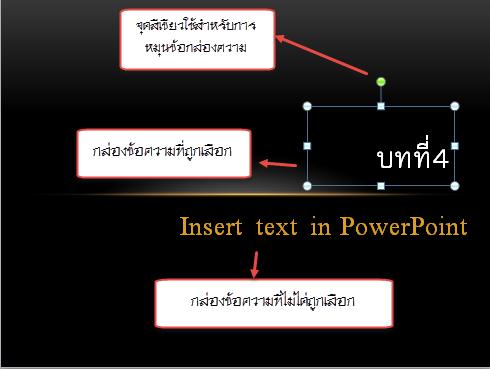 จุดสีเขียวใช้สำหรับการ
หมุนข้อกล่องความ
กล่องข้อความที่ถูกเลือก
บทที่4
Insert text in PowerPoint
กล่องข้อความที่ไม่ได้ถูกเลือก